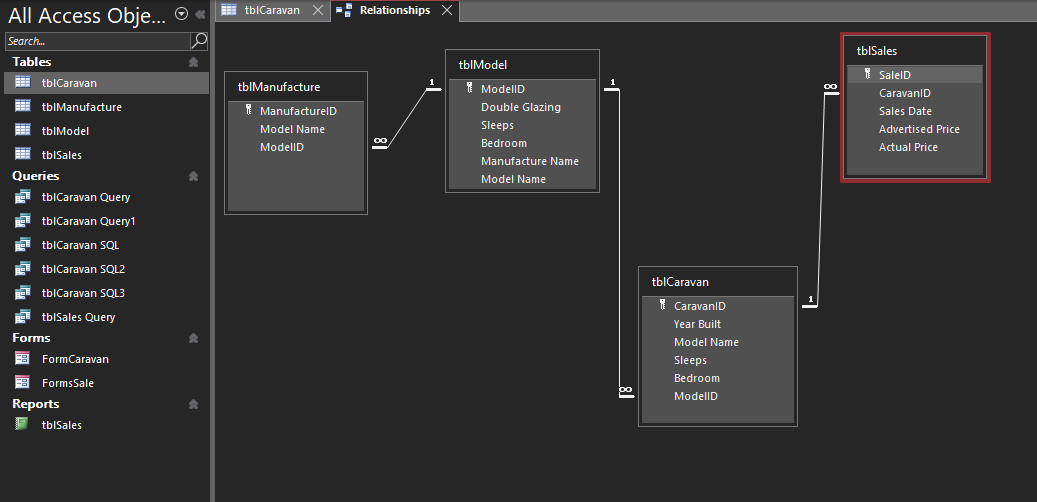 All Access Obje...
Search...
Tables
tblCaravan
tblManufacture
tblModel
tblSales
Queries
tblCaravan Query
tblCaravan Query1
tblCaravan SQL
tblCaravan SQL2
tblCaravan SQL3
tblSales Query
Forms
FormCaravan
FormsSale
Reports
tblSales
tblCaravan
Relationships
tblManufacture
ManufactureID
Model Name
ModelID
∞
1
tblModel
ModelID
Double Glazing
Sleeps
Bedroom
Manufacture Name
Model Name
1
∞
tblCaravan
CaravanID
Year Built
Model Name
Sleeps
Bedroom
ModelID
1
∞
tblSales
SaleID
CaravanID
Sales Date
Advertised Price
Actual Price